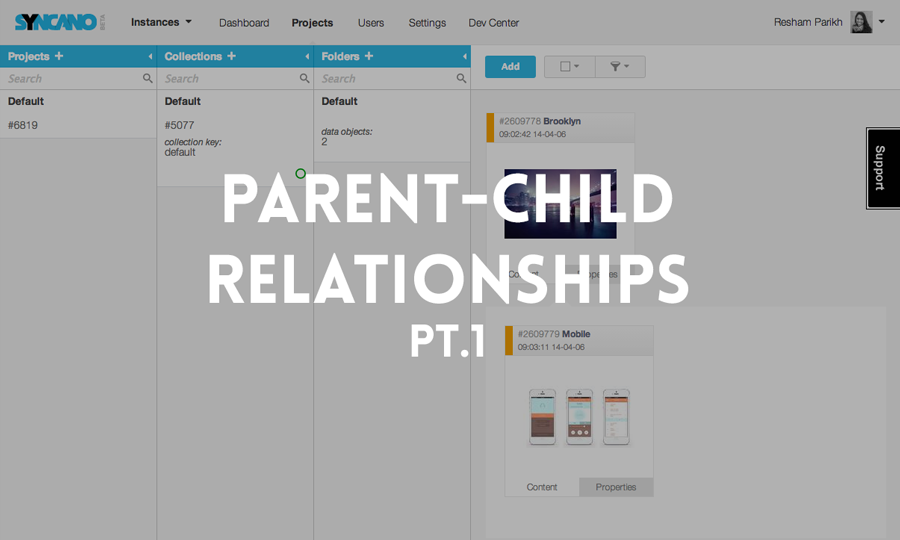 SYNCANO BETA
Instances Dashboard Projects Users Settings Dev Center Resham Parikh
Projects + Collections + Folders +
Search Search Search
Default Default Default
#6819 #5077
collection key:
default
data objects:
2
Add
#2609778 Brooklyn
09:02:42 14-04-06
Support
PARENT-CHILD
RELATIONSHIPS
PT.1
Content Properties
#2609779 Mobile
09:03:11 14-04-06
Content Properties